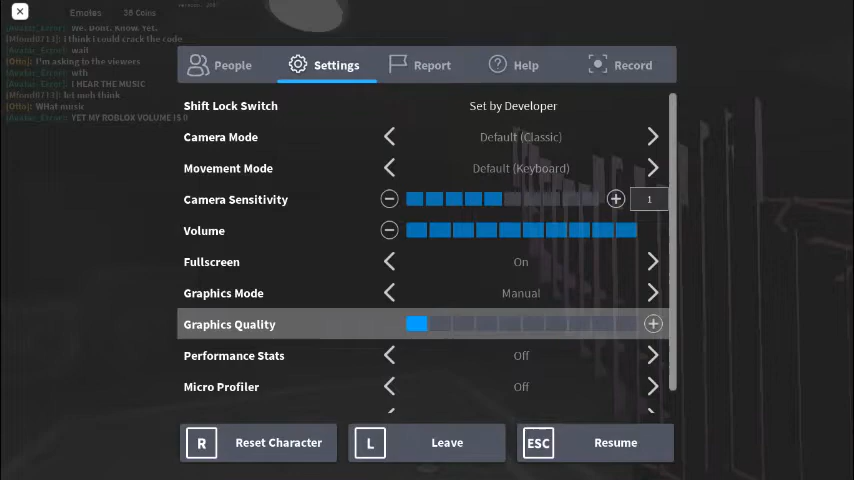 Emotes 38 Coins
[Avatar_Error]: We. Dont. Know. Yet.
[Mfond0713]: I think I could crack the code
[Avatar_Error]: wait
[Otto]: I'm asking to the viewers
[Avatar_Error]: wth
[Avatar_Error]: I HEAR THE MUSIC
[Mfond0713]: let meh think
[Otto]: WHat music
[Avatar_Error]: YET MY ROBLOX VOLUME IS 0
People Settings Report Help Record
Shift Lock Switch Set by Developer
Camera Mode Default (Classic)
Movement Mode Default (Keyboard)
Camera Sensitivity 1
Volume
Fullscreen On
Graphics Mode Manual
Graphics Quality
Performance Stats Off
Micro Profiler Off
R Reset Character L Leave ESC Resume